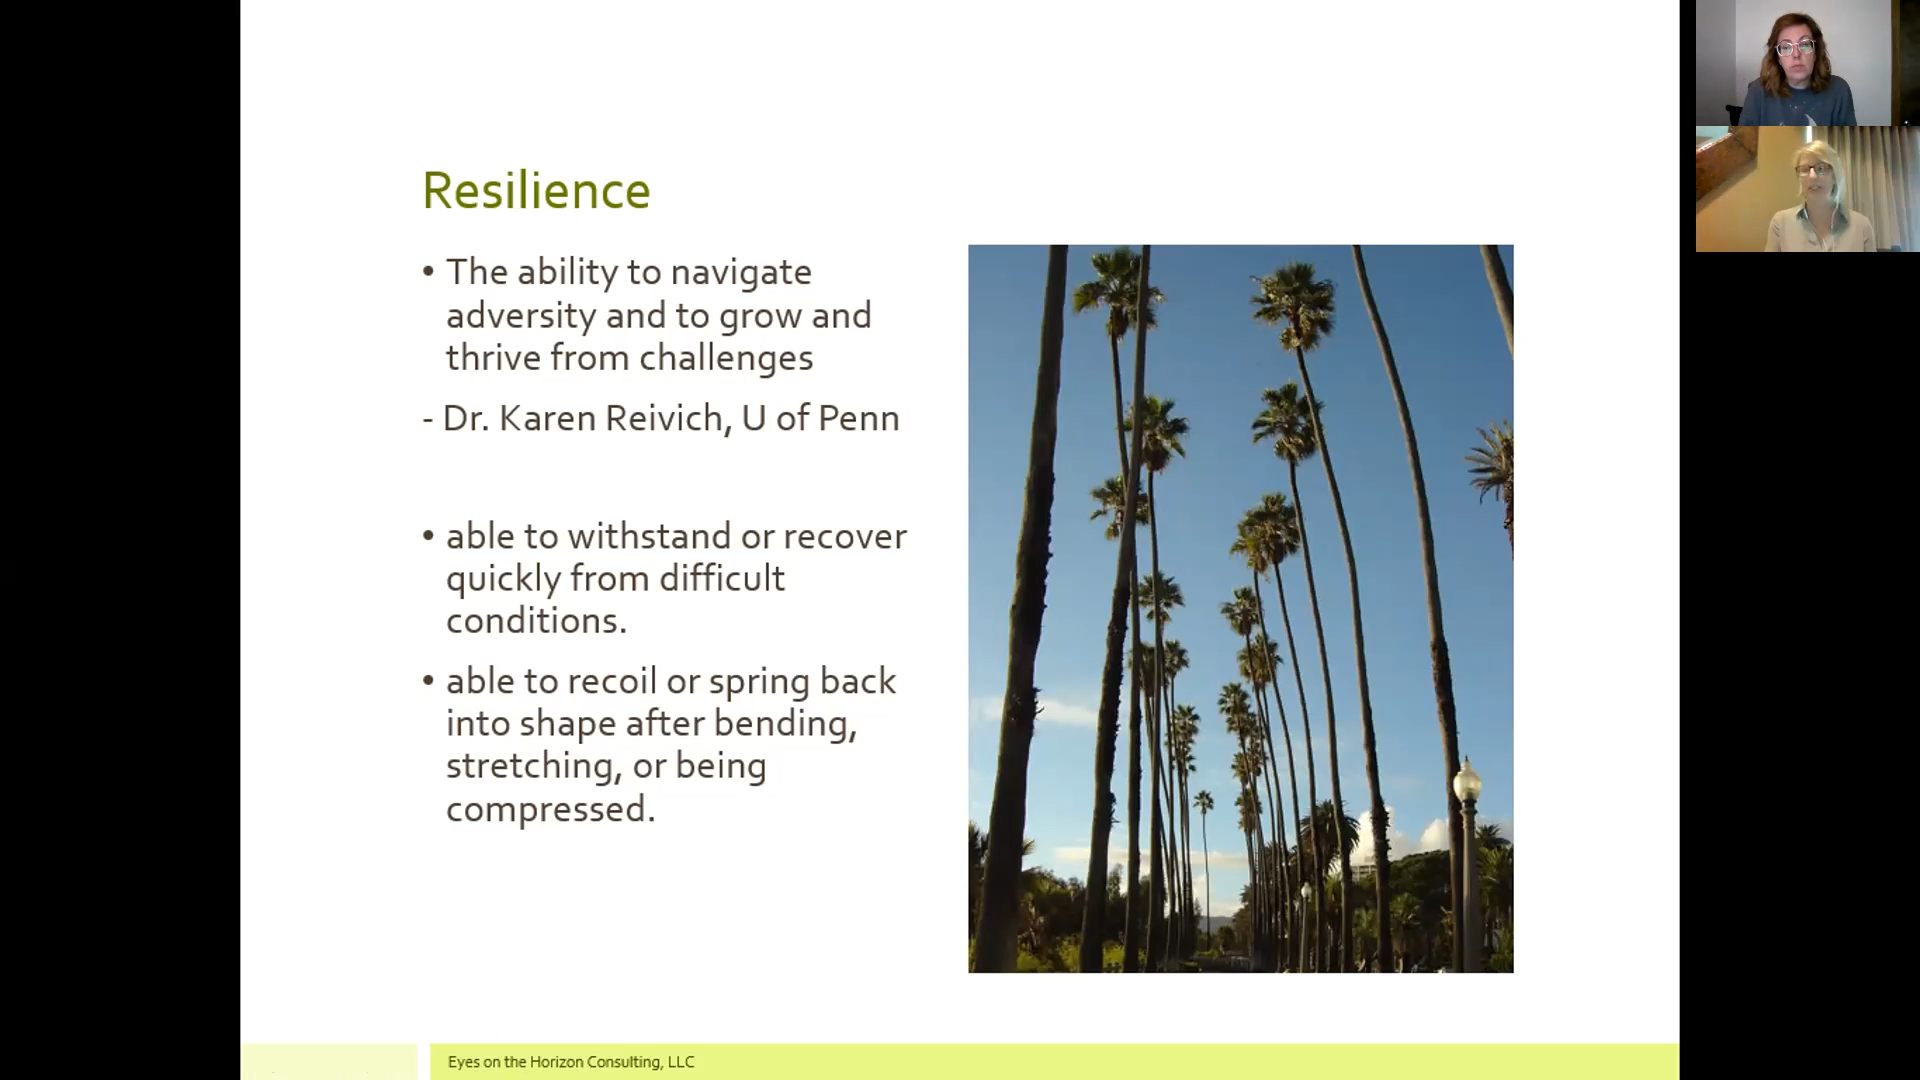 Resilience
• The ability to navigate
adversity and to grow and
thrive from challenges
- Dr. Karen Reivich, U of Penn
• able to withstand or recover
quickly from difficult
conditions.
• able to recoil or spring back
into shape after bending,
stretching, or being
compressed.
Eyes on the Horizon Consulting, LLC